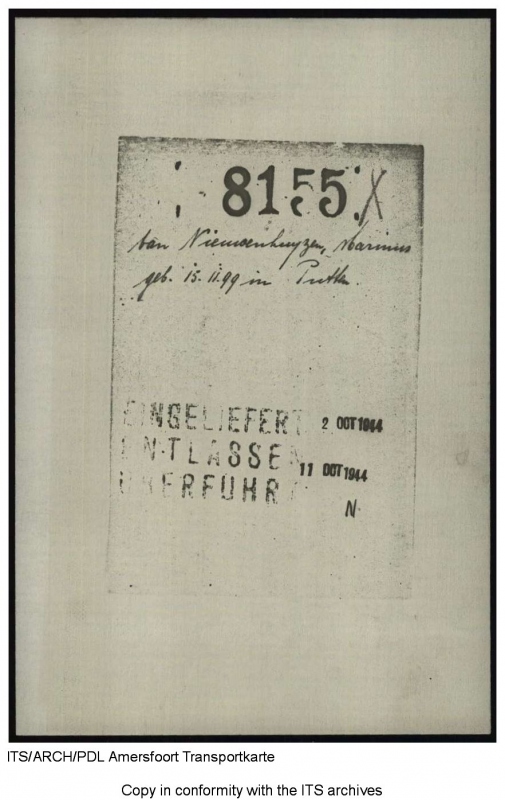 8155. X
van Nieuwenhuyzen, Marinus
geb. 15.11.99 in Putten.
EINGELIEFERT 2 OCT 1944
ENTLASSEN 11 OCT 1944
ÜBERFÜHRT
N.
ITS/ARCH/PDL Amersfoort Transportkarte
Copy in conformity with the ITS archives